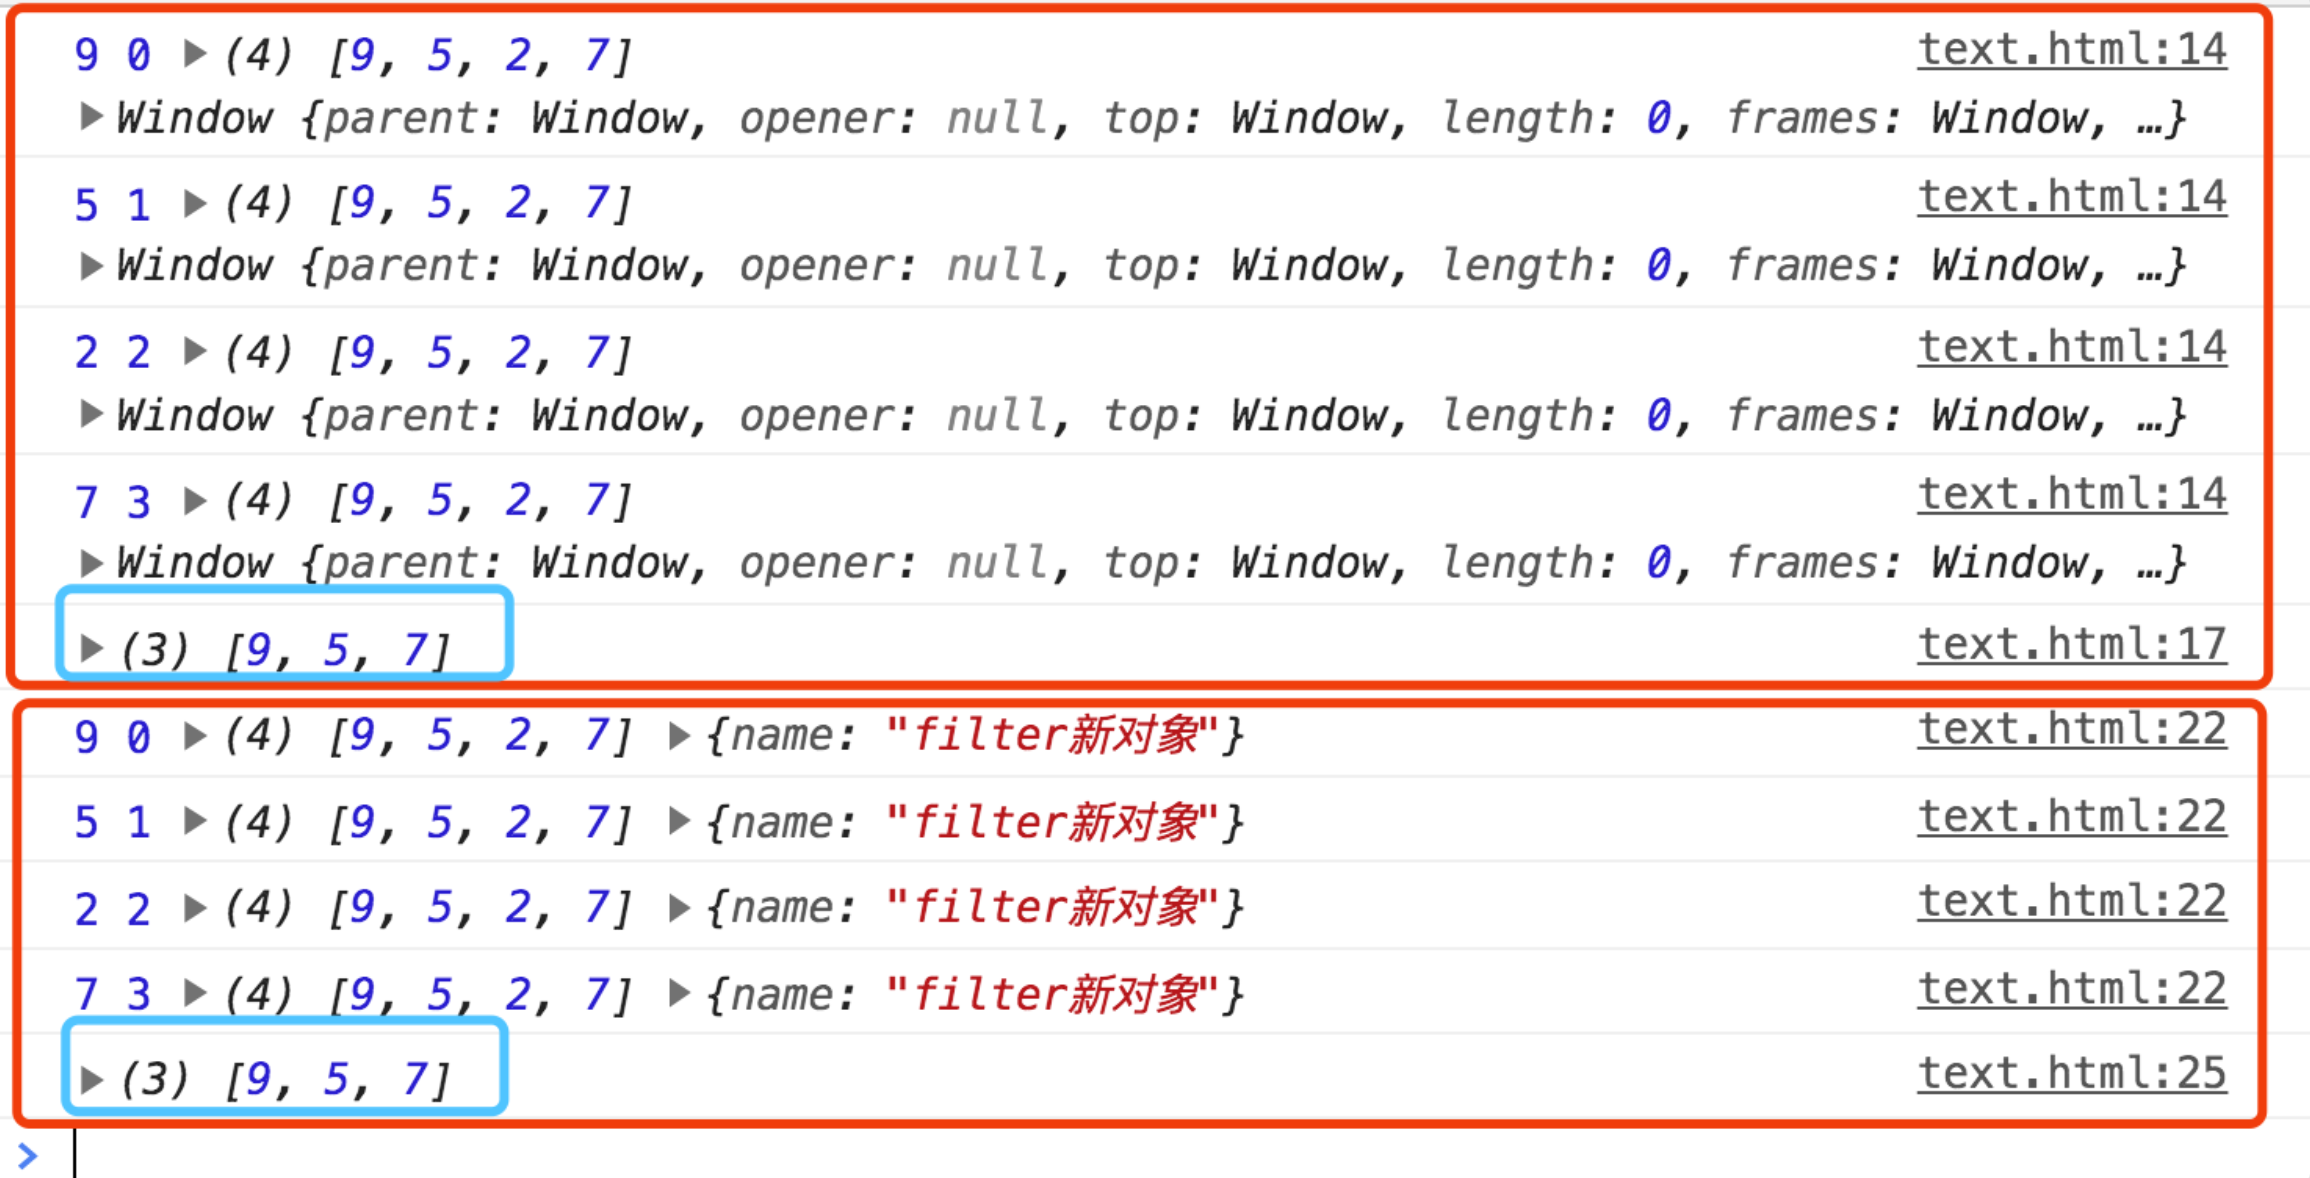 9 0 ▶(4) [9, 5, 2, 7] text.html:14
▶Window {parent: Window, opener: null, top: Window, length: 0, frames: Window, …}
5 1 ▶(4) [9, 5, 2, 7] text.html:14
▶Window {parent: Window, opener: null, top: Window, length: 0, frames: Window, …}
2 2 ▶(4) [9, 5, 2, 7] text.html:14
▶Window {parent: Window, opener: null, top: Window, length: 0, frames: Window, …}
7 3 ▶(4) [9, 5, 2, 7] text.html:14
▶Window {parent: Window, opener: null, top: Window, length: 0, frames: Window, …}
▶(3) [9, 5, 7] text.html:17
9 0 ▶(4) [9, 5, 2, 7] ▶{name: "filter新对象"} text.html:22
5 1 ▶(4) [9, 5, 2, 7] ▶{name: "filter新对象"} text.html:22
2 2 ▶(4) [9, 5, 2, 7] ▶{name: "filter新对象"} text.html:22
7 3 ▶(4) [9, 5, 2, 7] ▶{name: "filter新对象"} text.html:22
▶(3) [9, 5, 7] text.html:25
>